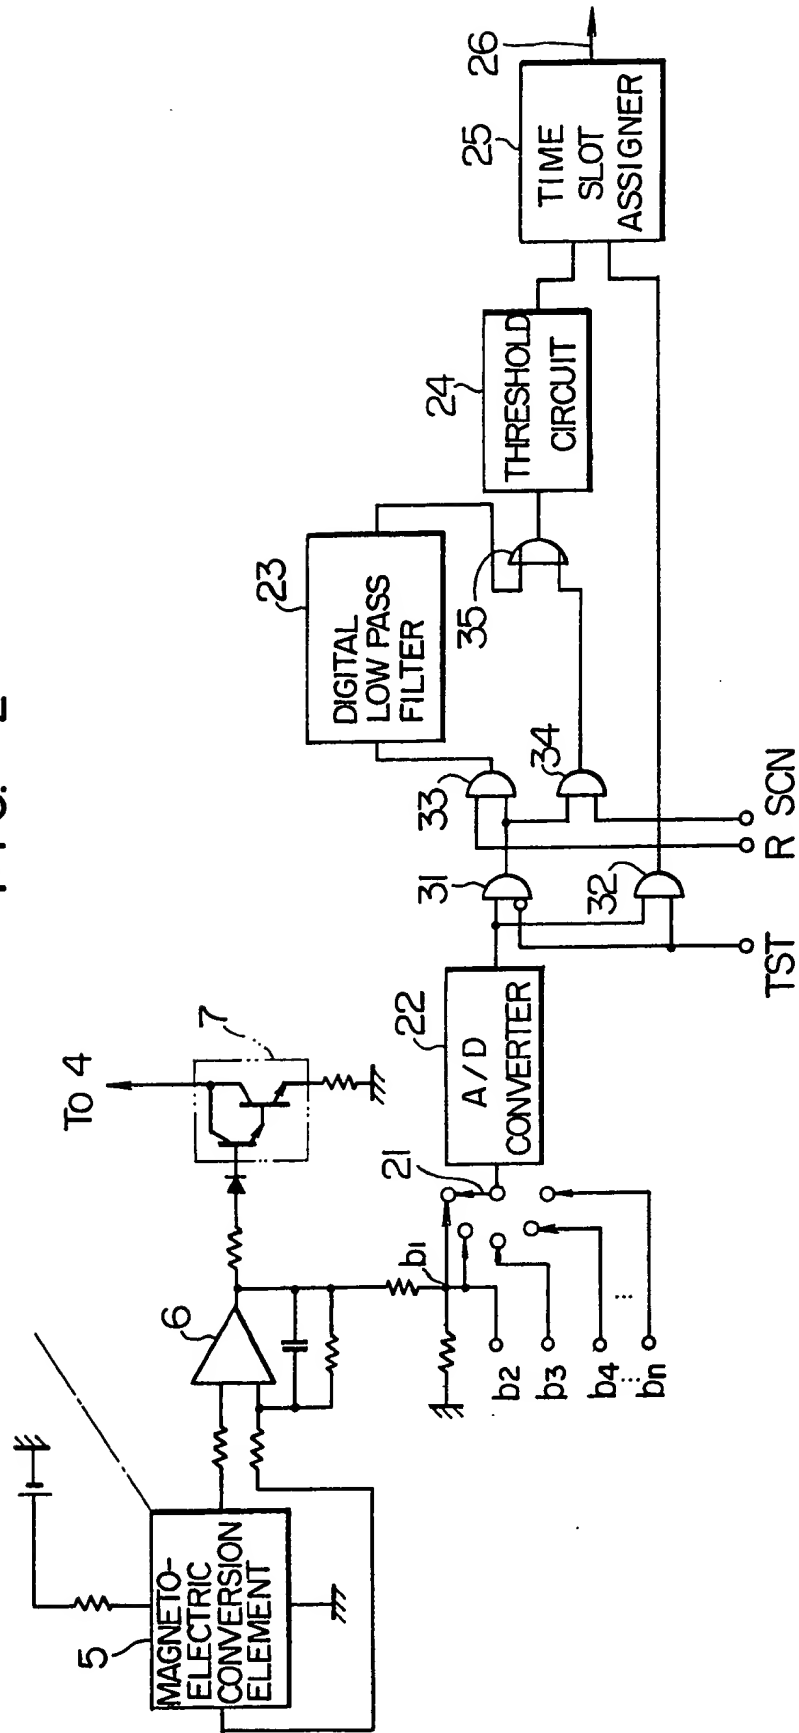 FIG. 2
5
MAGNETO-
ELECTRIC
CONVERSION
ELEMENT
6
To 4
7
b1
b2
b3
b4
...
bn
...
21
22
A/D
CONVERTER
TST
R
SCN
31
32
33
34
35
23
DIGITAL
LOW PASS
FILTER
24
THRESHOLD
CIRCUIT
25
TIME
SLOT
ASSIGNER
26